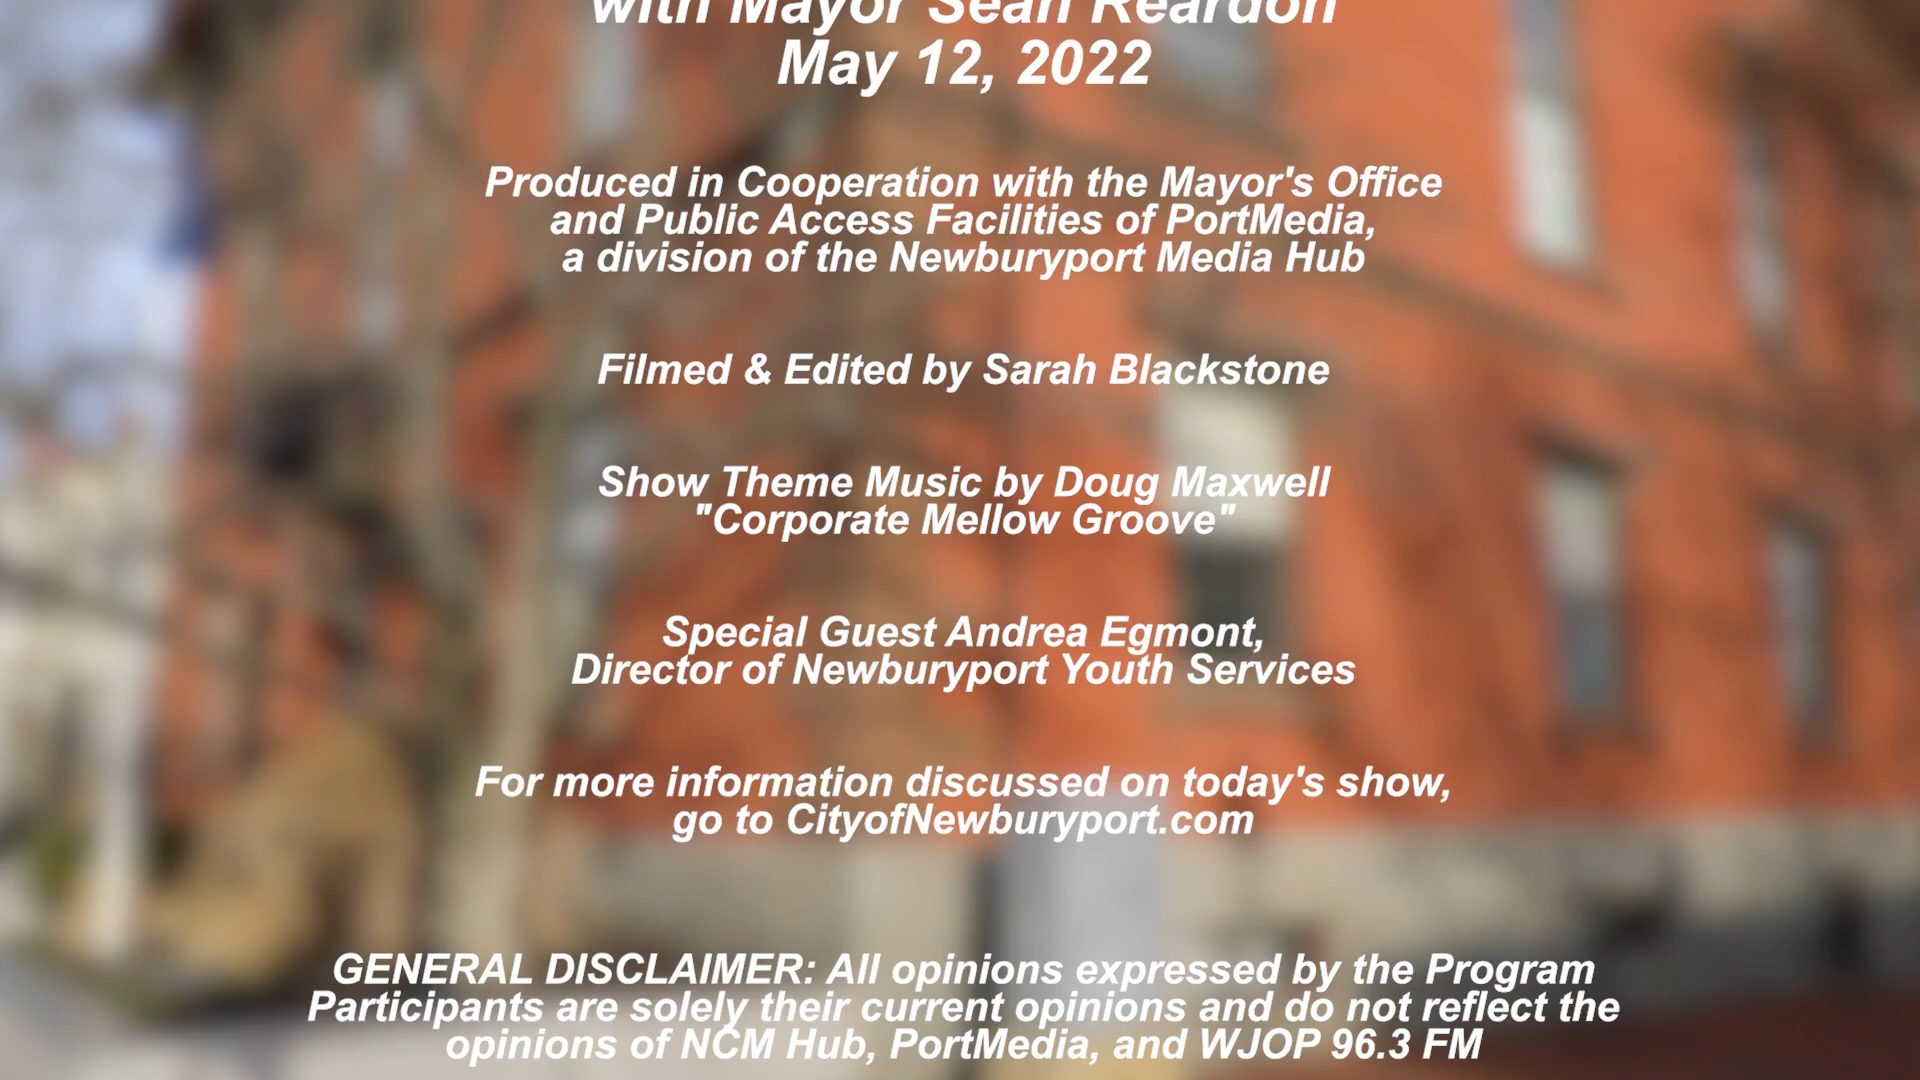 with Mayor Sean Reardon
May 12, 2022
Produced in Cooperation with the Mayor's Office
and Public Access Facilities of PortMedia,
a division of the Newburyport Media Hub
Filmed & Edited by Sarah Blackstone
Show Theme Music by Doug Maxwell
"Corporate Mellow Groove"
Special Guest Andrea Egmont,
Director of Newburyport Youth Services
For more information discussed on today's show,
go to CityofNewburyport.com
GENERAL DISCLAIMER: All opinions expressed by the Program
Participants are solely their current opinions and do not reflect the
opinions of NCM Hub, PortMedia, and WJOP 96.3 FM